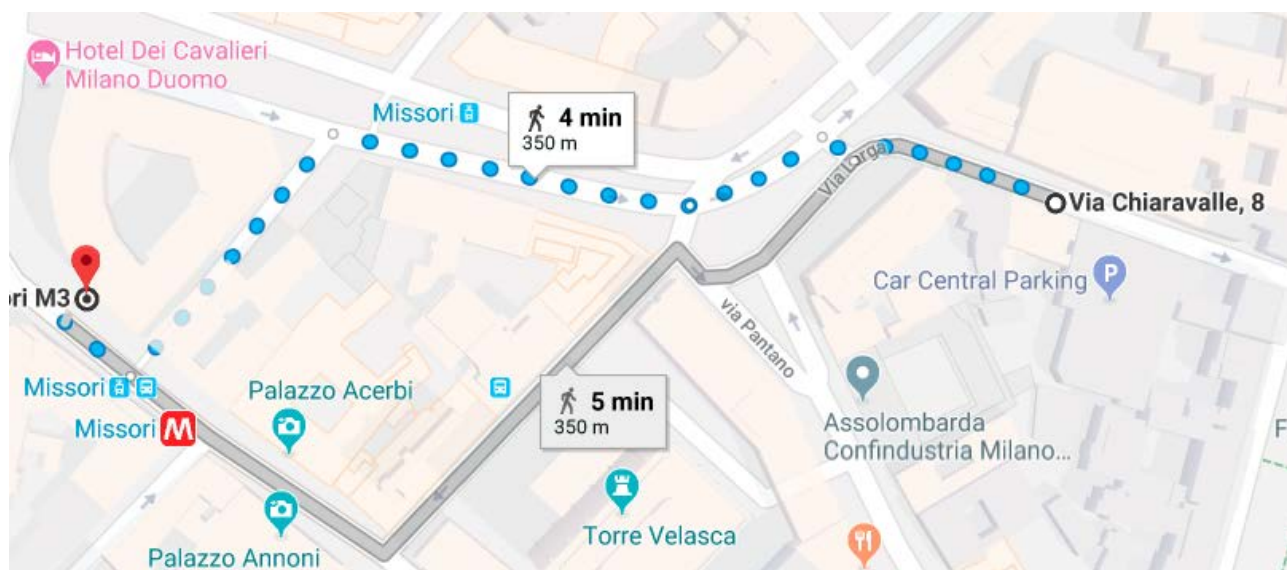 Hotel Dei Cavalieri
Milano Duomo
Missori
4 min
350 m
Via Larga
Via Chiaravalle, 8
Car Central Parking
P
ori M3
via Pantano
Missori
Missori M
Palazzo Acerbi
5 min
350 m
Assolombarda
Confindustria Milano...
Torre Velasca
Palazzo Annoni
F